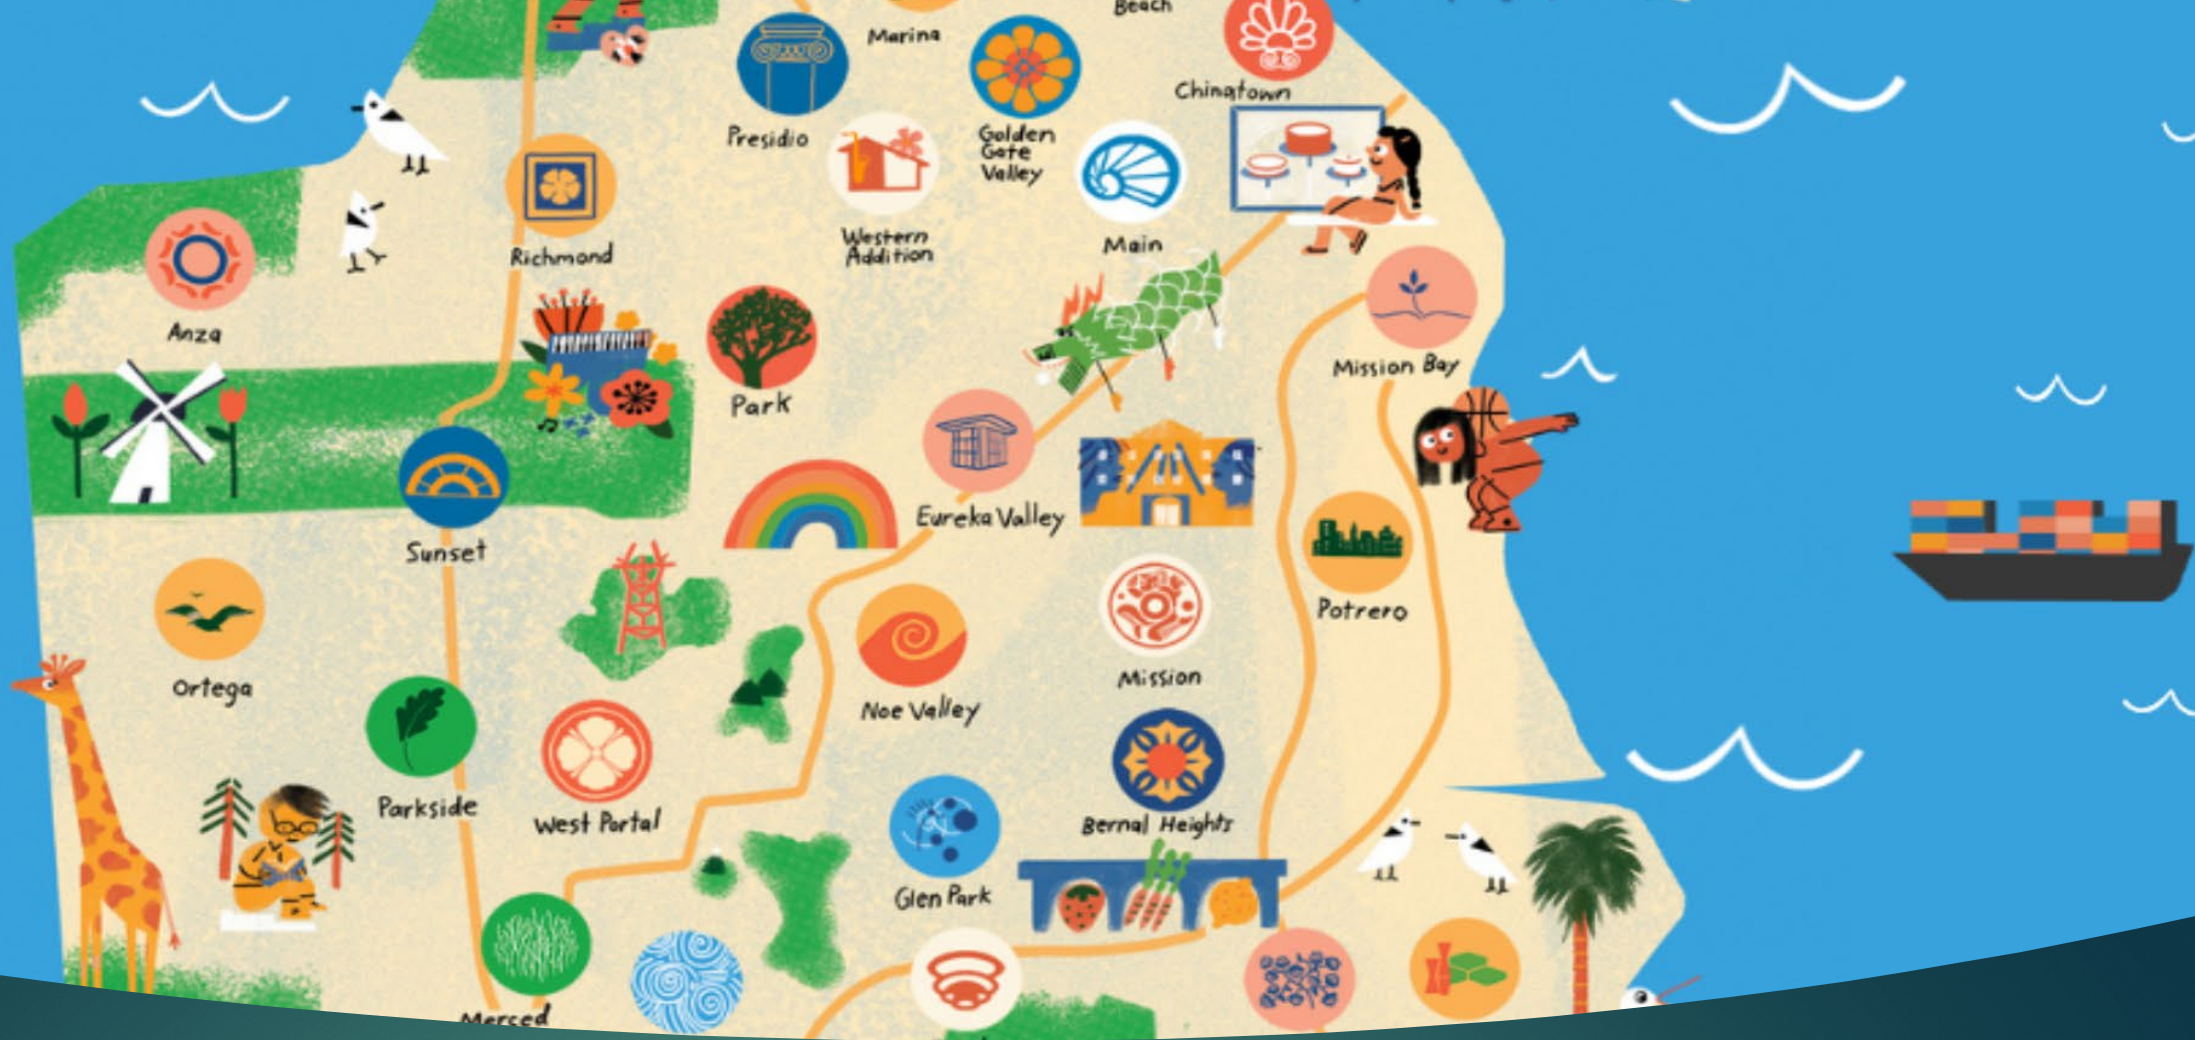 Beach
Marina
Chinatown
Presidio
Golden
Gate
Valley
Western
Addition
Main
Richmond
Anza
Mission Bay
Park
Eureka Valley
Sunset
Potrero
Mission
Ortega
Noe Valley
Parkside
West Portal
Bernal Heights
Glen Park
Merced